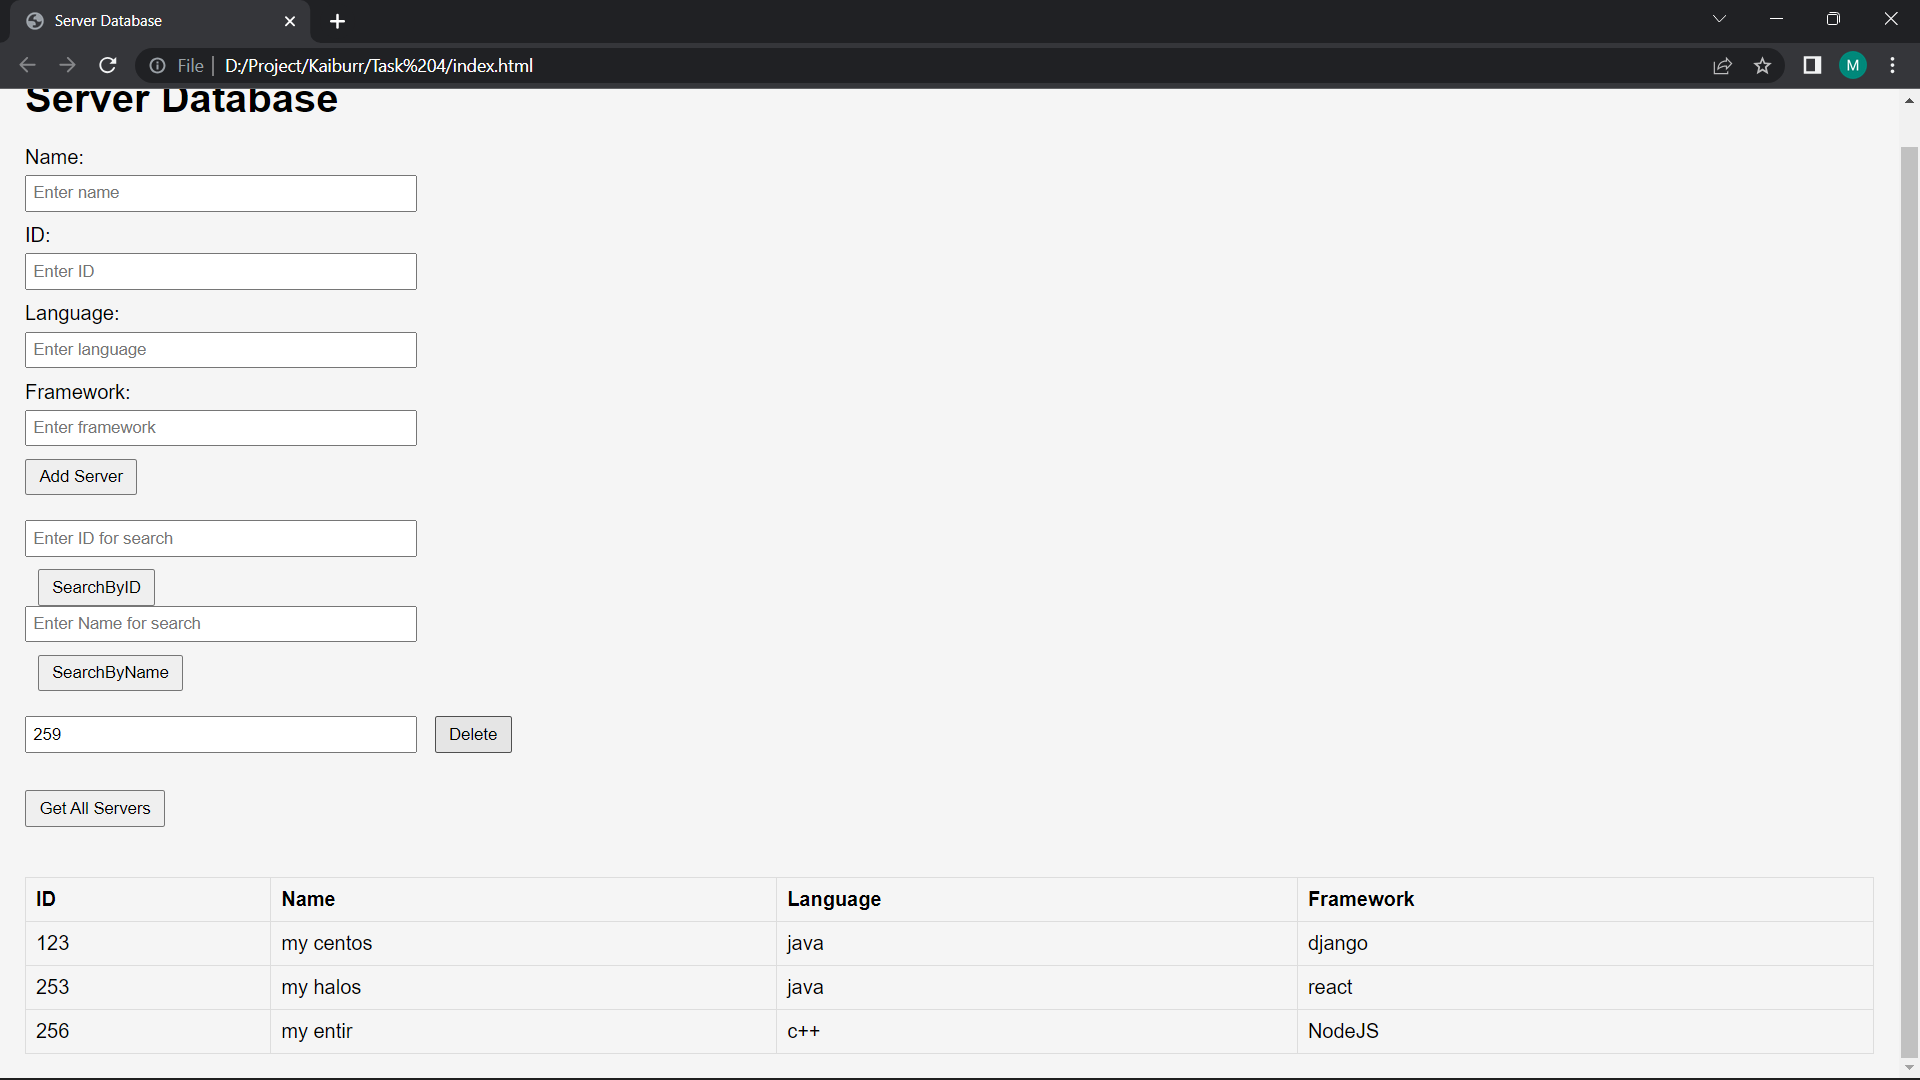 Server Database
File | D:/Project/Kaiburr/Task%204/index.html
M
Server Database
Name:
Enter name
ID:
Enter ID
Language:
Enter language
Framework:
Enter framework
Add Server
Enter ID for search
SearchByID
Enter Name for search
SearchByName
259 Delete
Get All Servers
ID Name Language Framework
123 my centos java django
253 my halos java react
256 my entir c++ NodeJS